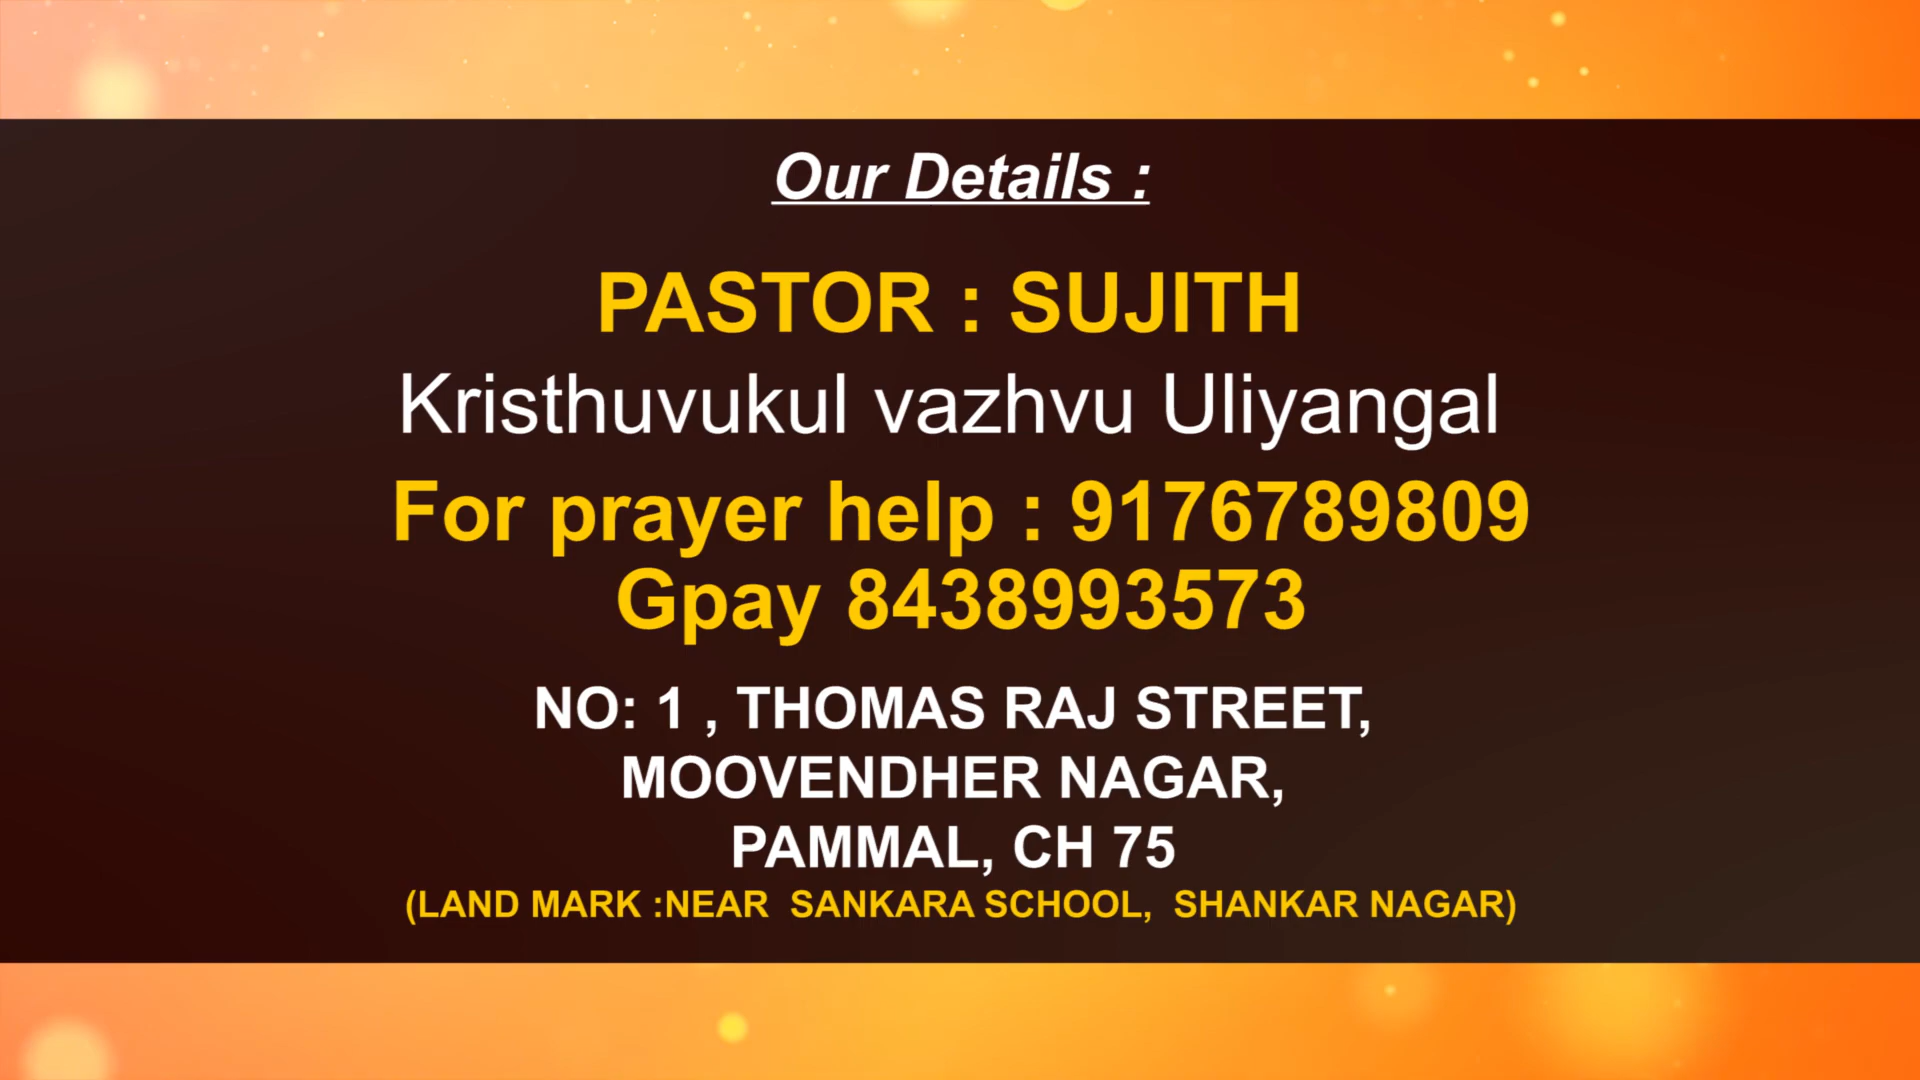 Our Details :
PASTOR : SUJITH
Kristhuvukul vazhvu Uliyangal
For prayer help : 9176789809
Gpay 8438993573
NO: 1 , THOMAS RAJ STREET,
MOOVENDHER NAGAR,
PAMMAL, CH 75
(LAND MARK :NEAR  SANKARA SCHOOL,  SHANKAR NAGAR)